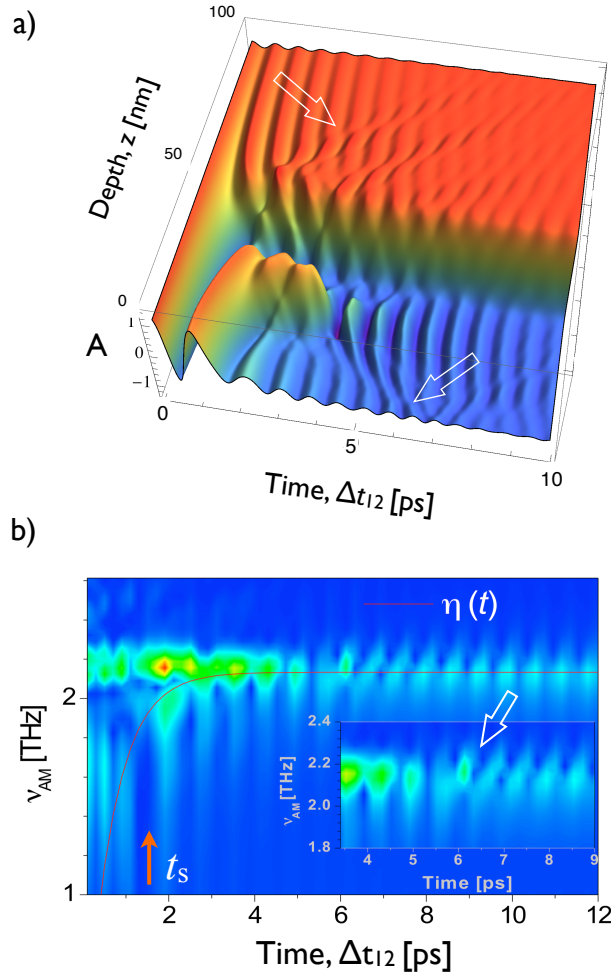 a)
100
50
0
Depth, z [nm]
1
0
−1
A
0
5
10
Time, Δt12 [ps]
b)
η (t)
2
1
νAM [THz]
tS
2.4
2.2
2.0
1.8
νAM [THz]
4 5 6 7 8 9
Time [ps]
0 2 4 6 8 10 12
Time, Δt12 [ps]